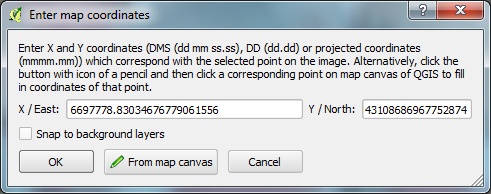 Enter map coordinates
Enter X and Y coordinates (DMS (dd mm ss.ss), DD (dd.dd) or projected coordinates
(mmmm.mm)) which correspond with the selected point on the image. Alternatively, click the
button with icon of a pencil and then click a corresponding point on map canvas of QGIS to fill
in coordinates of that point.
X / East: 6697778.83034676779061556 Y / North: 43108686967752874
Snap to background layers
OK From map canvas Cancel